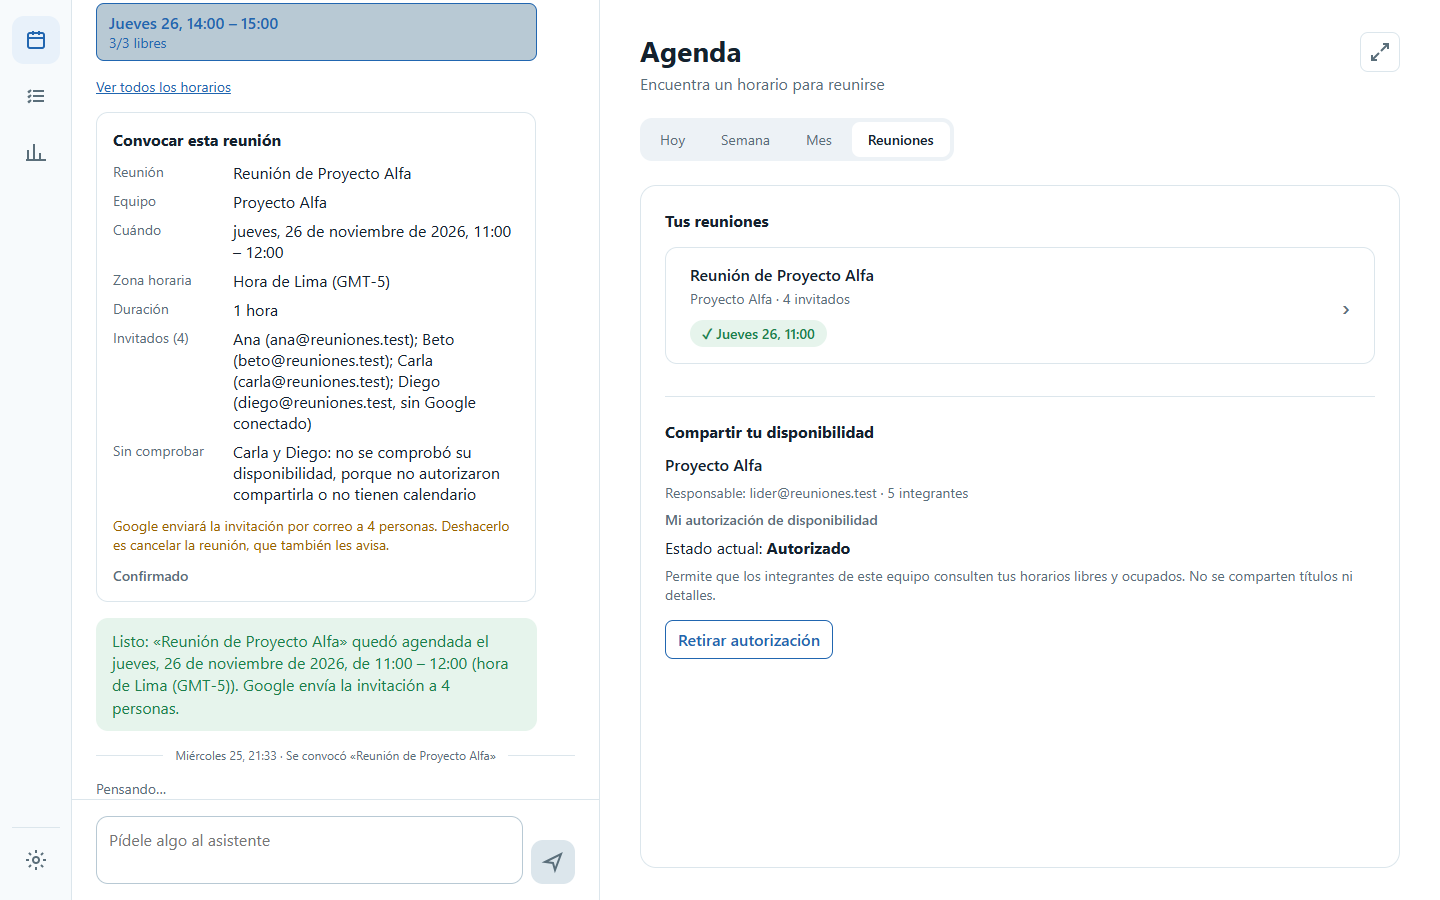 Jueves 26, 14:00 – 15:00
3/3 libres
Ver todos los horarios
Convocar esta reunión
Reunión
Reunión de Proyecto Alfa
Equipo
Proyecto Alfa
Cuándo
jueves, 26 de noviembre de 2026, 11:00
– 12:00
Zona horaria
Hora de Lima (GMT-5)
Duración
1 hora
Invitados (4)
Ana (ana@reuniones.test); Beto
(beto@reuniones.test); Carla
(carla@reuniones.test); Diego
(diego@reuniones.test, sin Google
conectado)
Sin comprobar
Carla y Diego: no se comprobó su
disponibilidad, porque no autorizaron
compartirla o no tienen calendario
Google enviará la invitación por correo a 4 personas. Deshacerlo
es cancelar la reunión, que también les avisa.
Confirmado
Listo: «Reunión de Proyecto Alfa» quedó agendada el
jueves, 26 de noviembre de 2026, de 11:00 – 12:00 (hora
de Lima (GMT-5)). Google envía la invitación a 4
personas.
Miércoles 25, 21:33 · Se convocó «Reunión de Proyecto Alfa»
Pensando...
Pídele algo al asistente
Agenda
Encuentra un horario para reunirse
Hoy
Semana
Mes
Reuniones
Tus reuniones
Reunión de Proyecto Alfa
Proyecto Alfa · 4 invitados
✓ Jueves 26, 11:00
Compartir tu disponibilidad
Proyecto Alfa
Responsable: lider@reuniones.test · 5 integrantes
Mi autorización de disponibilidad
Estado actual: Autorizado
Permite que los integrantes de este equipo consulten tus horarios libres y ocupados. No se comparten títulos ni
detalles.
Retirar autorización